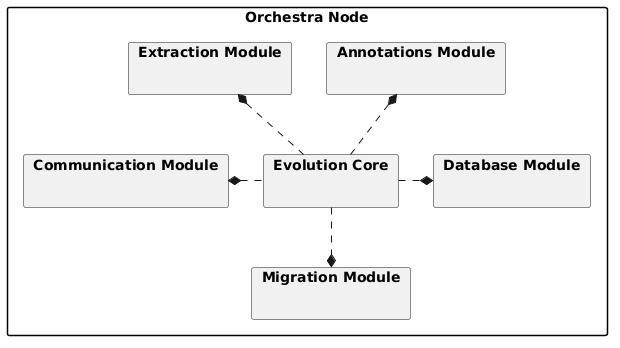 Orchestra Node
Extraction Module
Annotations Module
Communication Module
Evolution Core
Database Module
Migration Module